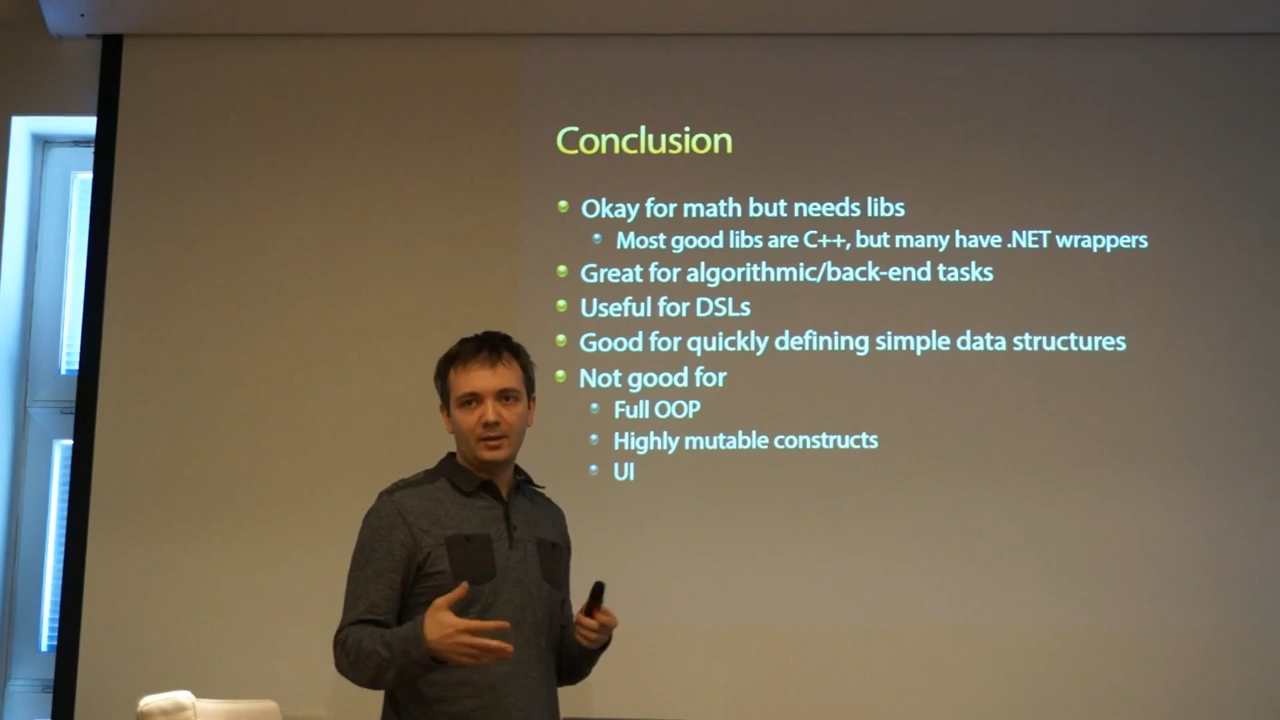 Conclusion
Okay for math but needs libs
Most good libs are C++, but many have .NET wrappers
Great for algorithmic/back-end tasks
Useful for DSLs
Good for quickly defining simple data structures
Not good for
Full OOP
Highly mutable constructs
UI